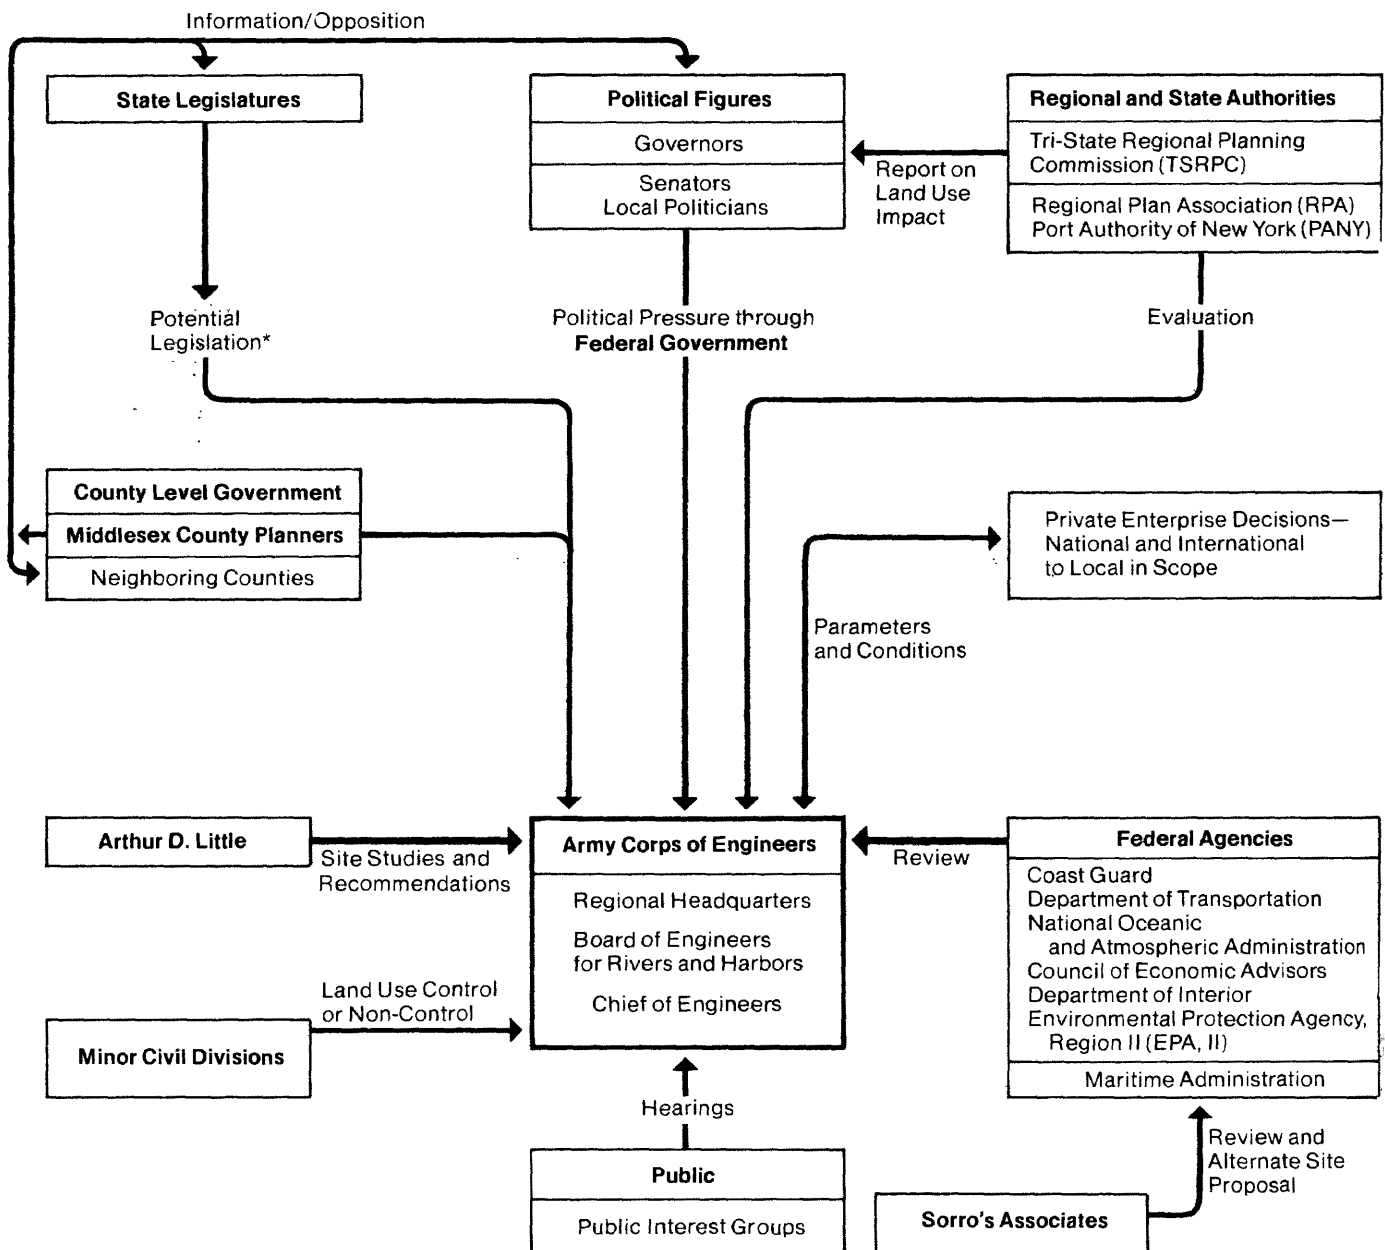 Information/Opposition
State Legislatures
Political Figures
Governors
Senators
Local Politicians
Regional and State Authorities
Tri-State Regional Planning
Commission (TSRPC)
Regional Plan Association (RPA)
Port Authority of New York (PANY)
Report on
Land Use
Impact
Potential
Legislation*
Political Pressure through
Federal Government
Evaluation
County Level Government
Middlesex County Planners
Neighboring Counties
Private Enterprise Decisions—
National and International
to Local in Scope
Parameters
and Conditions
Arthur D. Little
Site Studies and
Recommendations
Army Corps of Engineers
Regional Headquarters
Board of Engineers
for Rivers and Harbors
Chief of Engineers
Review
Federal Agencies
Coast Guard
Department of Transportation
National Oceanic
and Atmospheric Administration
Council of Economic Advisors
Department of Interior
Environmental Protection Agency,
Region II (EPA, II)
Maritime Administration
Land Use Control
or Non-Control
Minor Civil Divisions
Hearings
Public
Public Interest Groups
Review and
Alternate Site
Proposal
Sorro's Associates